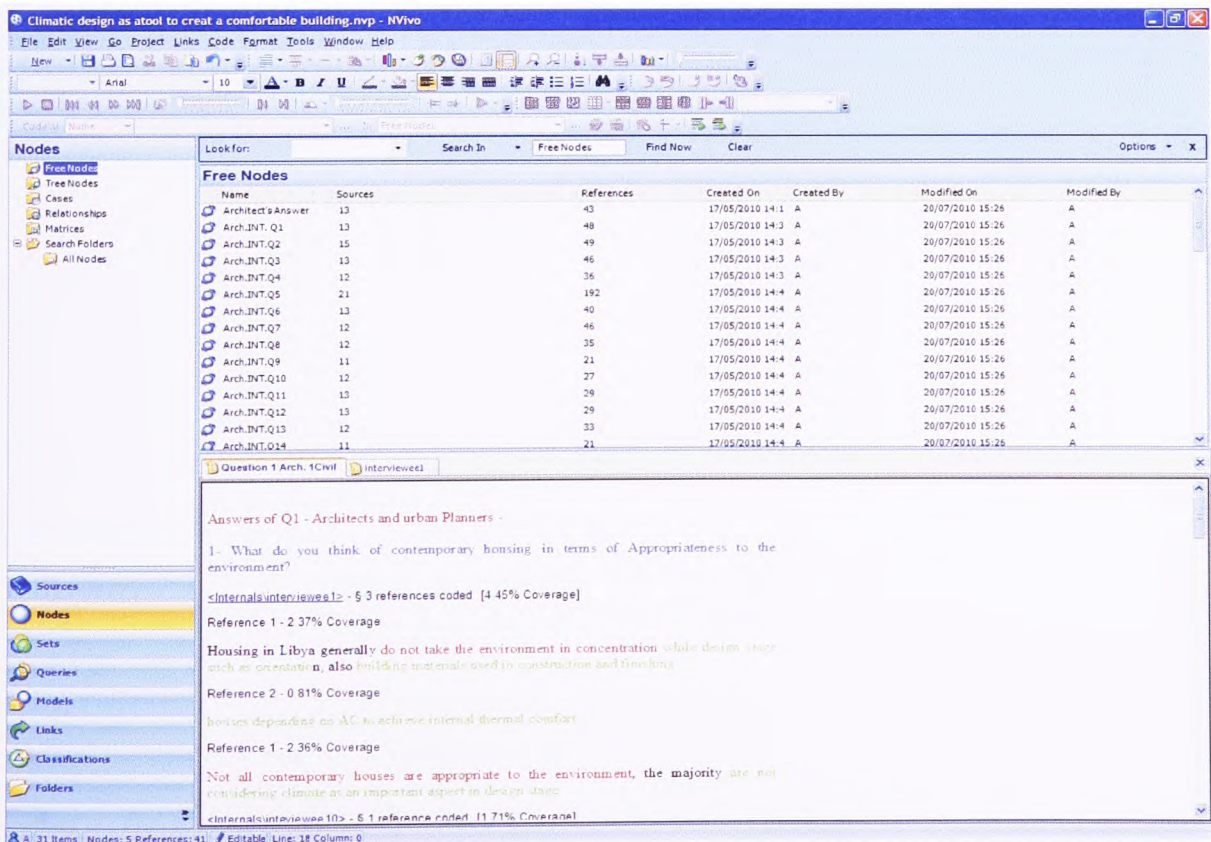 Climatic design as atool to creat a comfortable building.nvp - NVivo
File Edit View Go Project Links Code Format Tools Window Help
New
Arial 10 A B I U
Code At Name In Free Nodes
Nodes
Free Nodes
Tree Nodes
Cases
Relationships
Matrices
Search Folders
All Nodes
Sources
Nodes
Sets
Queries
Models
Links
Classifications
Folders
Look for: Search In Free Nodes Find Now Clear Options x
Free Nodes
Name Sources References Created On Created By Modified On Modified By
Architect's Answer 13 43 17/05/2010 14:1 A 20/07/2010 15:26 A
Arch.INT. Q1 13 48 17/05/2010 14:3 A 20/07/2010 15:26 A
Arch.INT.Q2 15 49 17/05/2010 14:3 A 20/07/2010 15:26 A
Arch.INT.Q3 13 46 17/05/2010 14:3 A 20/07/2010 15:26 A
Arch.INT.Q4 12 36 17/05/2010 14:3 A 20/07/2010 15:26 A
Arch.INT.Q5 21 192 17/05/2010 14:4 A 20/07/2010 15:26 A
Arch.INT.Q6 13 40 17/05/2010 14:4 A 20/07/2010 15:26 A
Arch.INT.Q7 12 46 17/05/2010 14:4 A 20/07/2010 15:26 A
Arch.INT.Q8 12 35 17/05/2010 14:4 A 20/07/2010 15:26 A
Arch.INT.Q9 11 21 17/05/2010 14:4 A 20/07/2010 15:26 A
Arch.INT.Q10 12 27 17/05/2010 14:4 A 20/07/2010 15:26 A
Arch.INT.Q11 13 29 17/05/2010 14:4 A 20/07/2010 15:26 A
Arch.INT.Q12 13 29 17/05/2010 14:4 A 20/07/2010 15:26 A
Arch.INT.Q13 12 33 17/05/2010 14:4 A 20/07/2010 15:26 A
Arch.INT.Q14 11 21 17/05/2010 14:4 A 20/07/2010 15:26 A
Question 1 Arch. 1Civil interviewee1
Answers of Q1 - Architects and urban Planners -
1- What do you think of contemporary housing in terms of Appropriateness to the
environment?
<Internals\interviewee1> - § 3 references coded [4 45% Coverage]
Reference 1 - 2 37% Coverage
Housing in Libya generally do not take the environment in concentration while design stage
such as orientation, also building materials used in construction and finishing
Reference 2 - 0 81% Coverage
houses depending on AC to achieve internal thermal comfort
Reference 1 - 2 36% Coverage
Not all contemporary houses are appropriate to the environment, the majority are not
considering climate as an important aspect in design stage
<Internals\inteviewee10> - § 1 reference coded [1 71% Coverage]
A 31 Items Nodes: 5 References: 41 Editable Line: 18 Column: 0